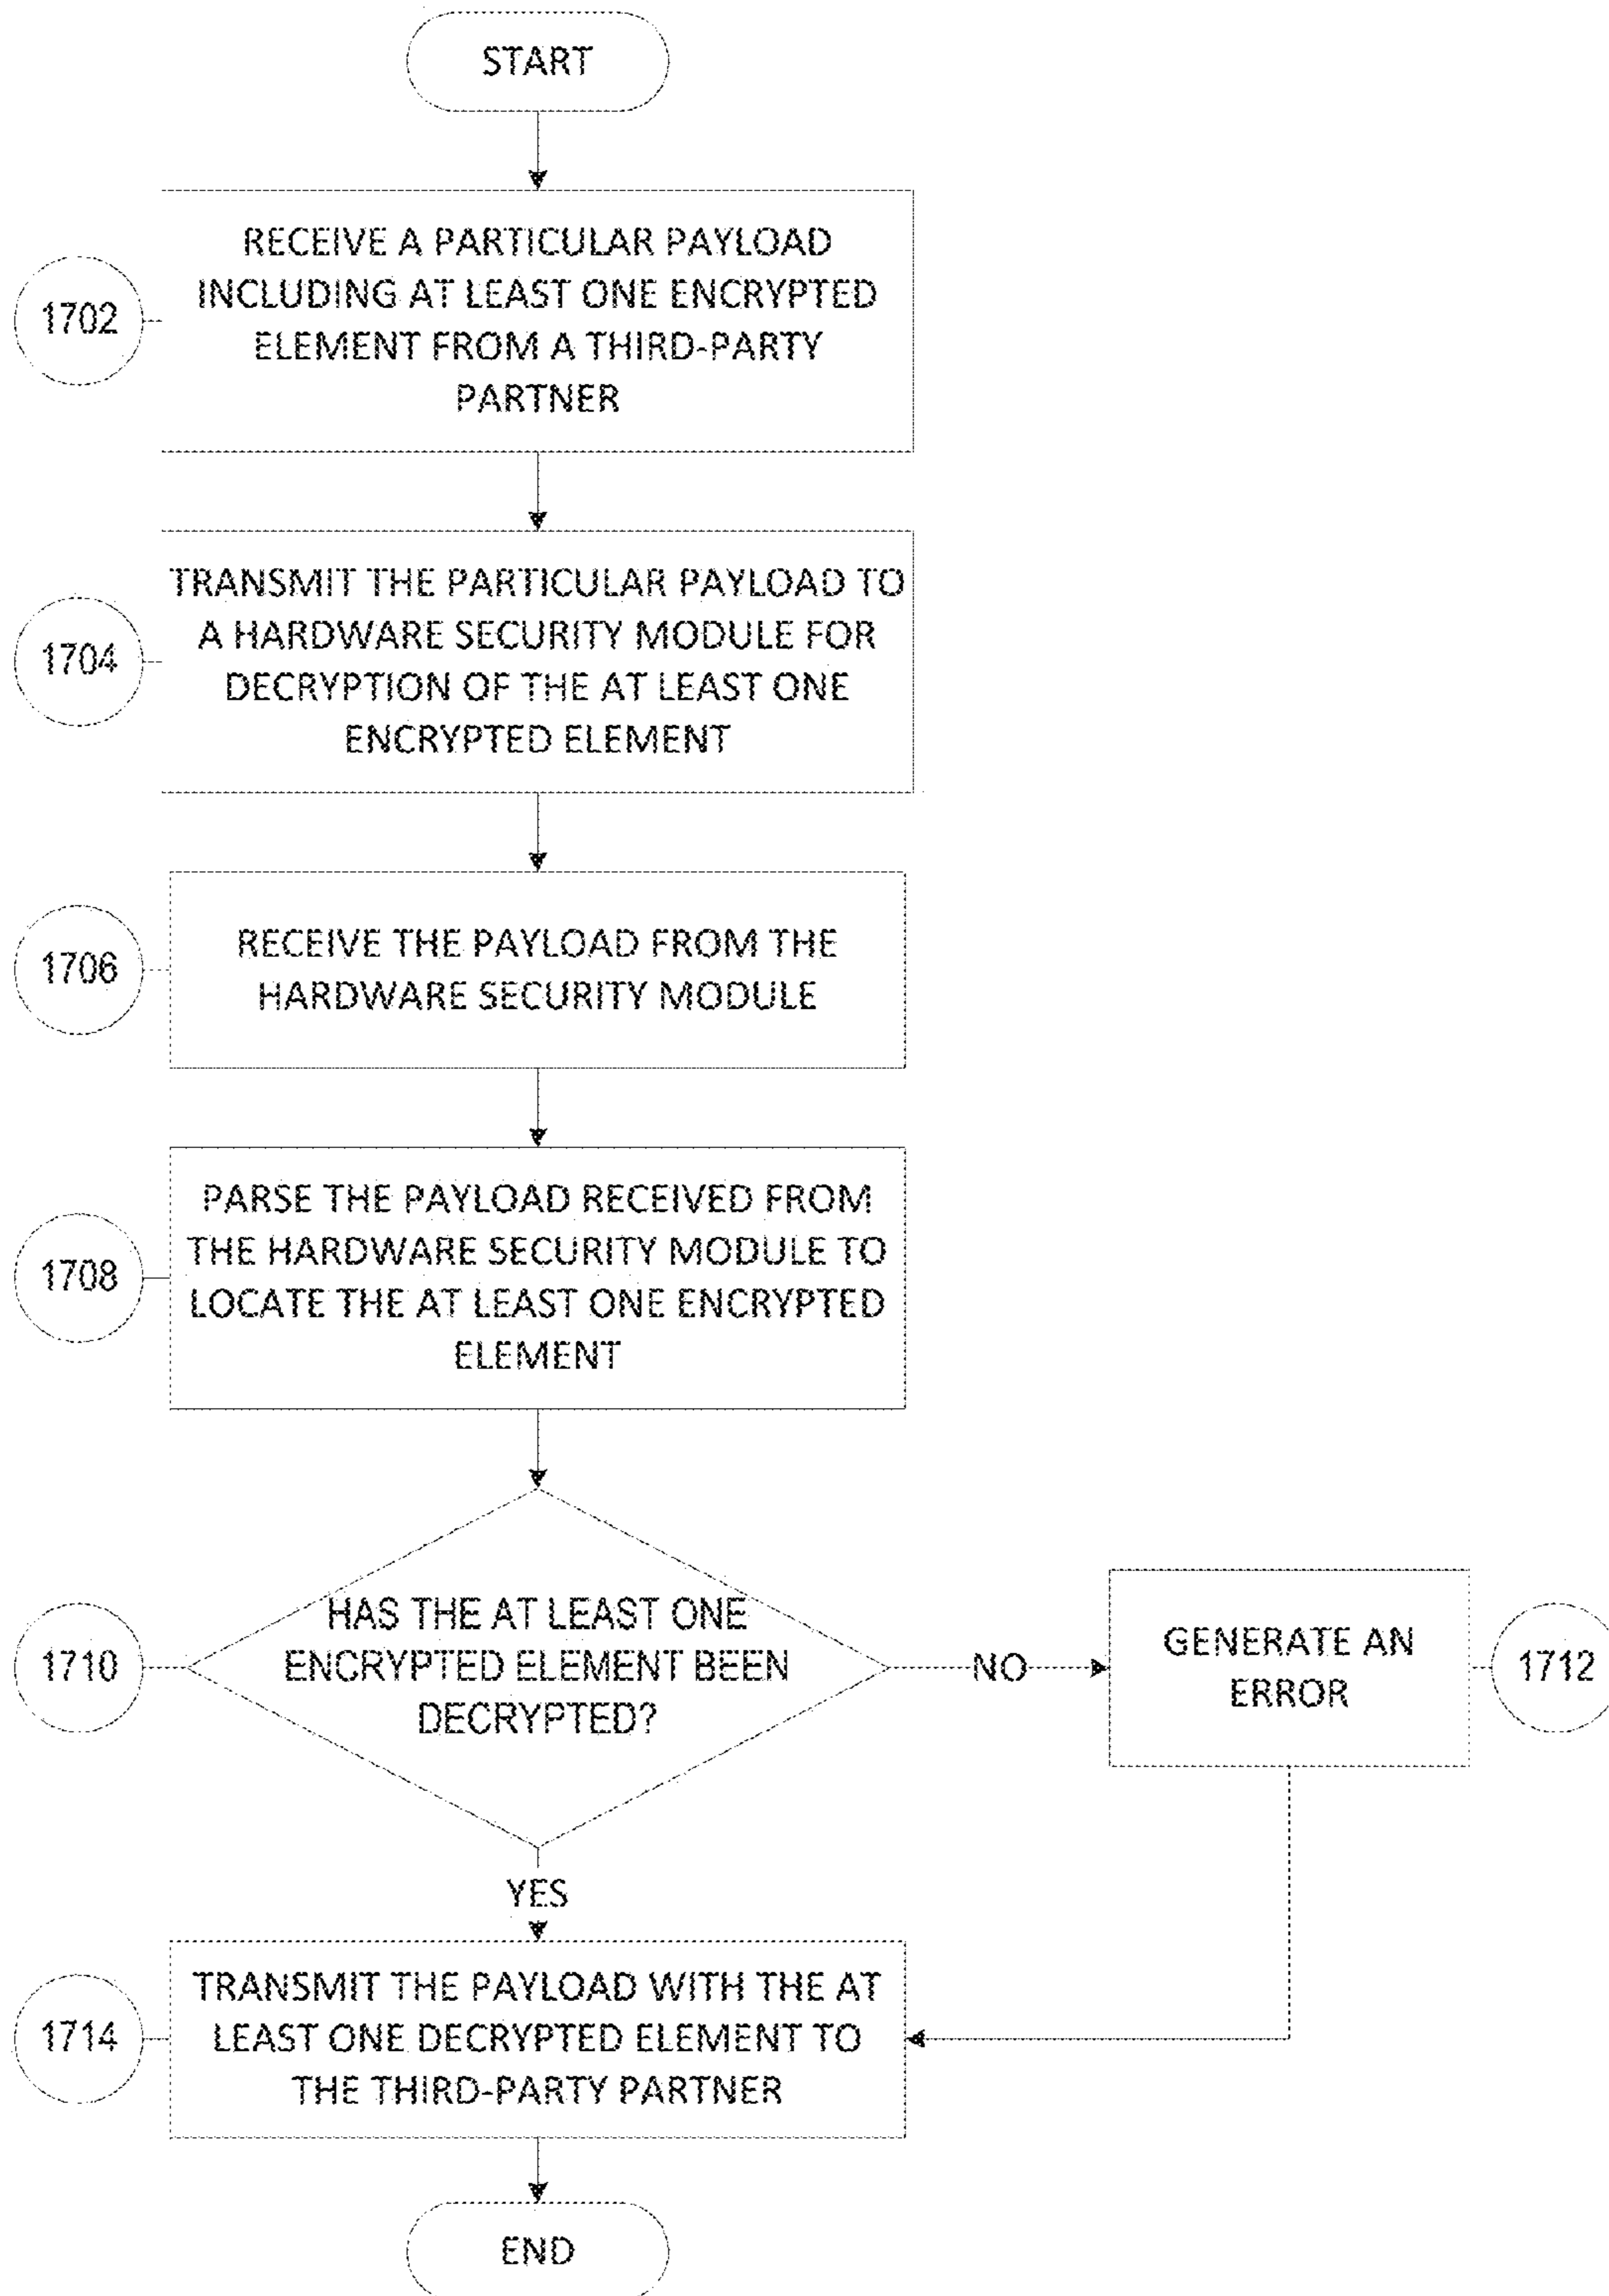 START
1702
RECEIVE A PARTICULAR PAYLOAD
INCLUDING AT LEAST ONE ENCRYPTED
ELEMENT FROM A THIRD-PARTY
PARTNER
1704
TRANSMIT THE PARTICULAR PAYLOAD TO
A HARDWARE SECURITY MODULE FOR
DECRYPTION OF THE AT LEAST ONE
ENCRYPTED ELEMENT
1706
RECEIVE THE PAYLOAD FROM THE
HARDWARE SECURITY MODULE
1708
PARSE THE PAYLOAD RECEIVED FROM
THE HARDWARE SECURITY MODULE TO
LOCATE THE AT LEAST ONE ENCRYPTED
ELEMENT
1710
HAS THE AT LEAST ONE
ENCRYPTED ELEMENT BEEN
DECRYPTED?
NO
GENERATE AN
ERROR
1712
YES
1714
TRANSMIT THE PAYLOAD WITH THE AT
LEAST ONE DECRYPTED ELEMENT TO
THE THIRD-PARTY PARTNER
END